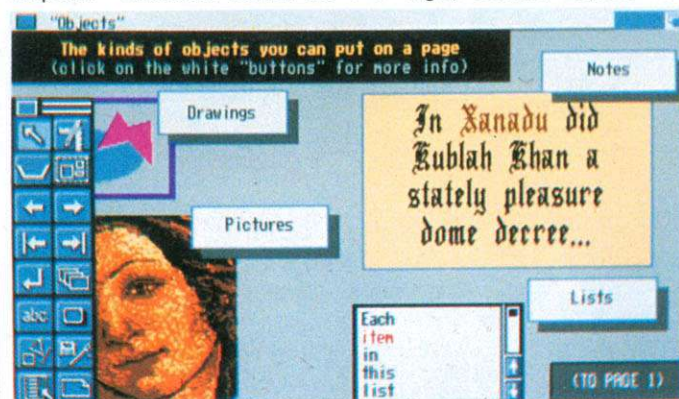 "Objects"
The kinds of objects you can put on a page
(click on the white "buttons" for more info)
Notes
Drawings
In Xanadu did
Kublah Khan a
stately pleasure
dome decree...
Pictures
Lists
Each
item
in
this
list
abc
(TO PAGE 1)